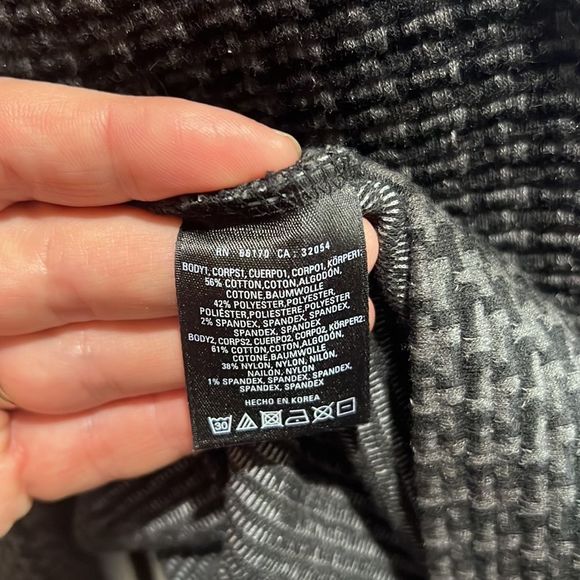 RN 88170 CA: 32054
BODY1, CORPS1, CUERPO1, CORPO1, KÖRPER1:
56% COTTON, COTON, ALGODÓN,
COTONE, BAUMWOLLE
42% POLYESTER, POLYESTER,
POLIÉSTER, POLIESTERE, POLYESTER
2% SPANDEX, SPANDEX, SPANDEX,
SPANDEX, SPANDEX
BODY2, CORPS2, CUERPO2, CORPO2, KÖRPER2:
61% COTTON, COTON, ALGODÓN,
COTONE, BAUMWOLLE
38% NYLON, NYLON, NILÓN,
NAILON, NYLON
1% SPANDEX, SPANDEX, SPANDEX,
SPANDEX, SPANDEX
HECHO EN KOREA
30